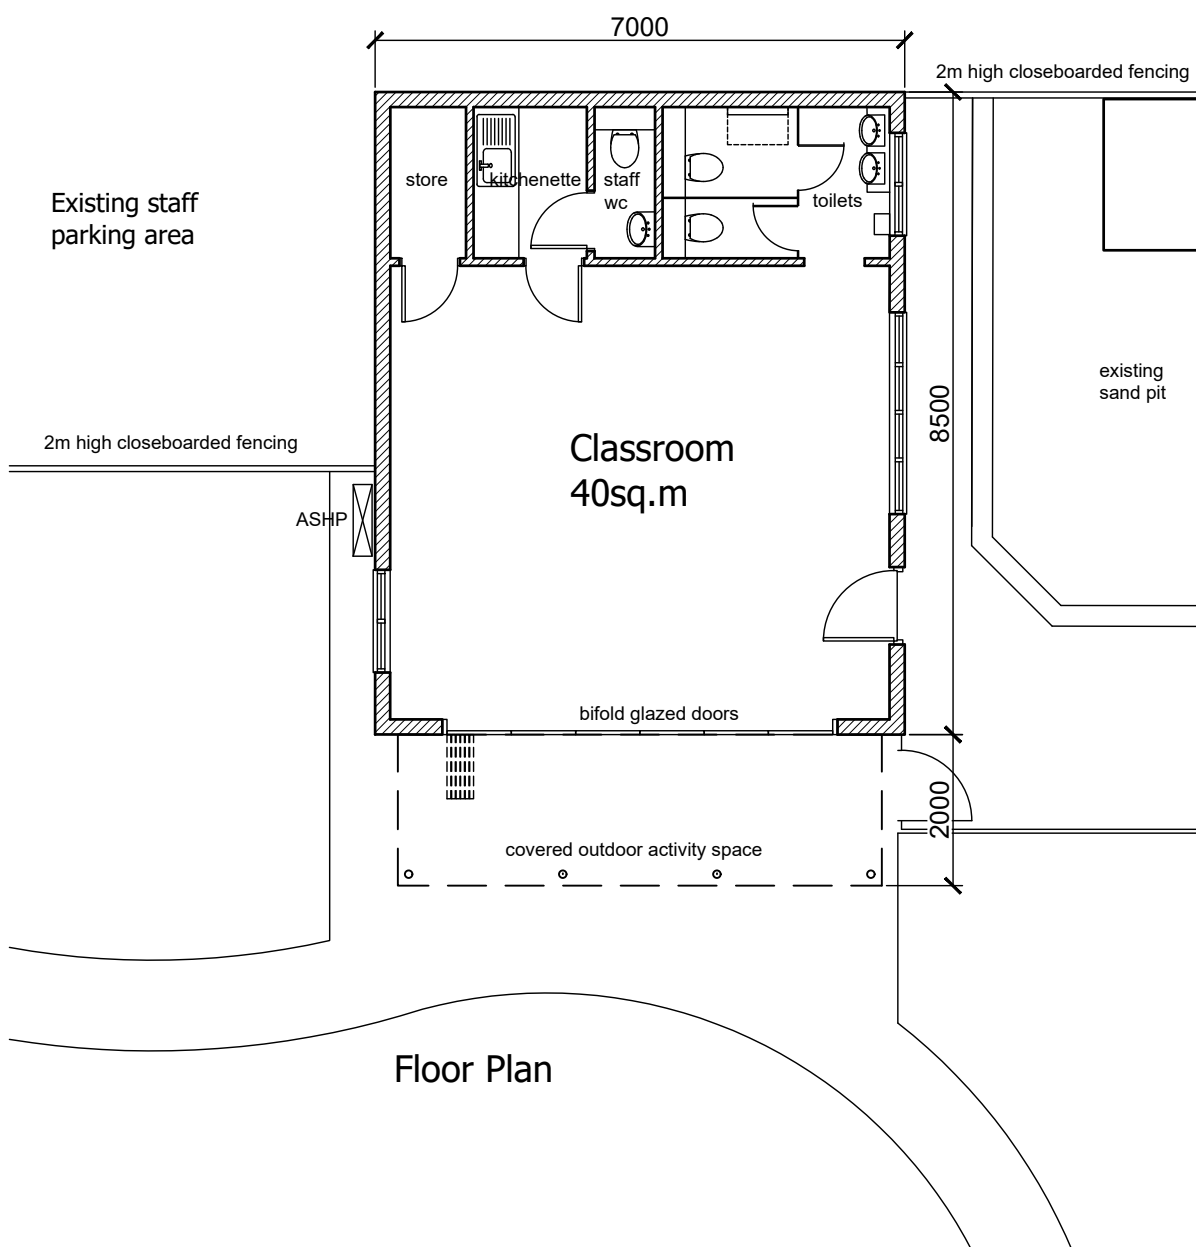 7000
2m high closeboarded fencing
store
kitchenette
staff
wc
toilets
Existing staff
parking area
existing
sand pit
8500
2m high closeboarded fencing
Classroom
40sq.m
ASHP
bifold glazed doors
2000
covered outdoor activity space
Floor Plan